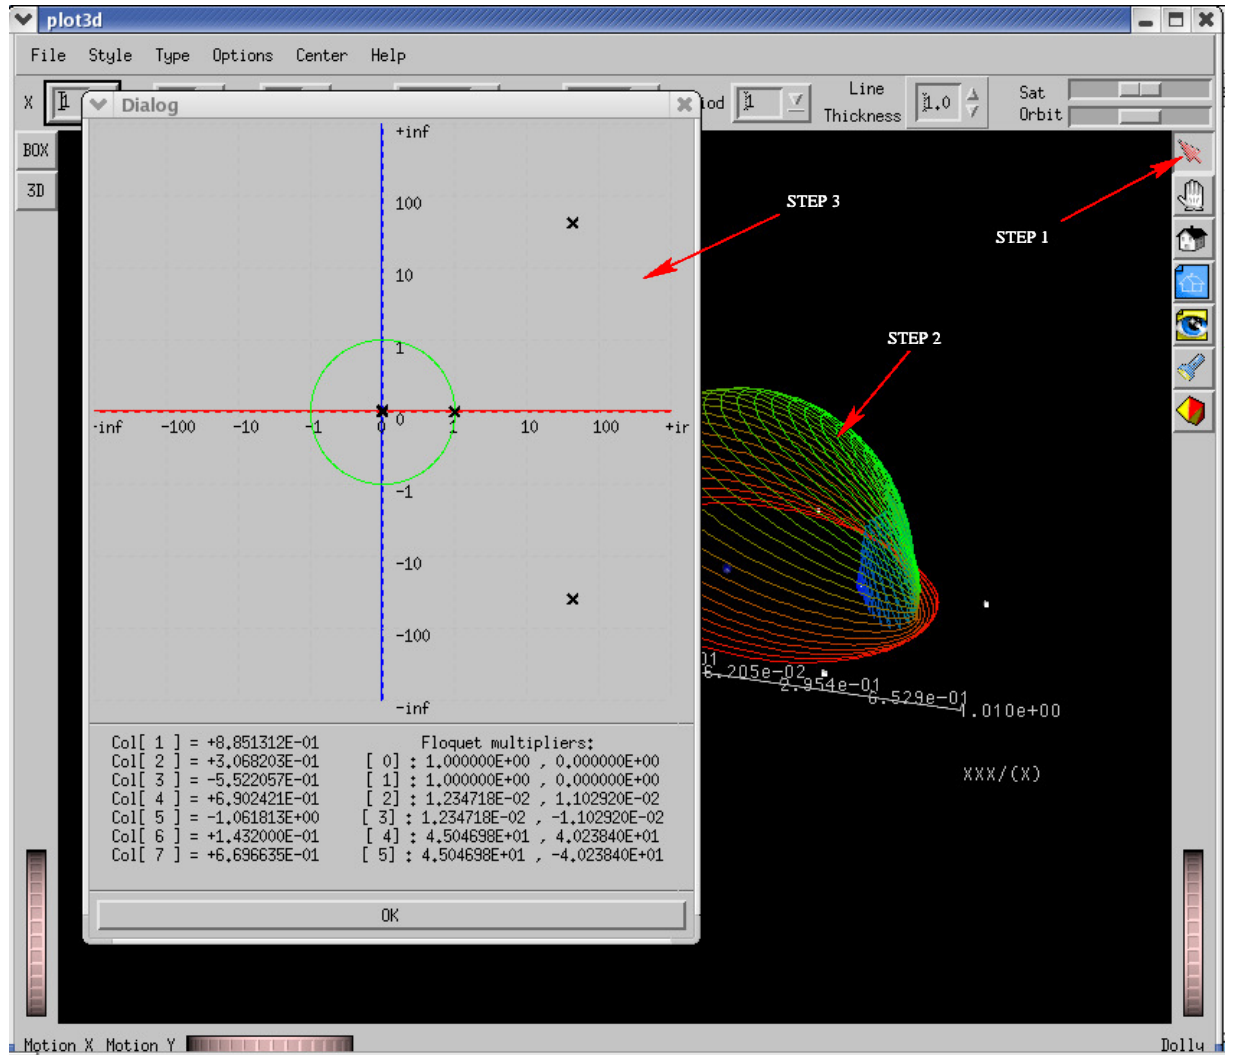 plot3d
File Style Type Options Center Help
X 1 iod 1 Line Thickness 1.0 Sat Orbit
BOX
3D
Dialog
+inf
100
10
1
0
-inf -100 -10 -1 0 1 10 100 +ir
-1
-10
-100
-inf
STEP 3
STEP 1
STEP 2
01 6.205e-02 2.954e-01 6.529e-01 1.010e+00
XXX/(X)
Col[ 1 ] = +8.851312E-01 Floquet multipliers:
Col[ 2 ] = +3.068203E-01 [ 0] : 1.000000E+00 , 0.000000E+00
Col[ 3 ] = -5.522057E-01 [ 1] : 1.000000E+00 , 0.000000E+00
Col[ 4 ] = +6.902421E-01 [ 2] : 1.234718E-02 , 1.102920E-02
Col[ 5 ] = -1.061813E+00 [ 3] : 1.234718E-02 , -1.102920E-02
Col[ 6 ] = +1.432000E-01 [ 4] : 4.504698E+01 , 4.023840E+01
Col[ 7 ] = +6.696635E-01 [ 5] : 4.504698E+01 , -4.023840E+01
OK
Motion X Motion Y Dolly